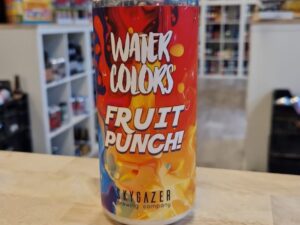 WATER
COLORS
FRUIT
PUNCH!
SKYGAZER
brewing company